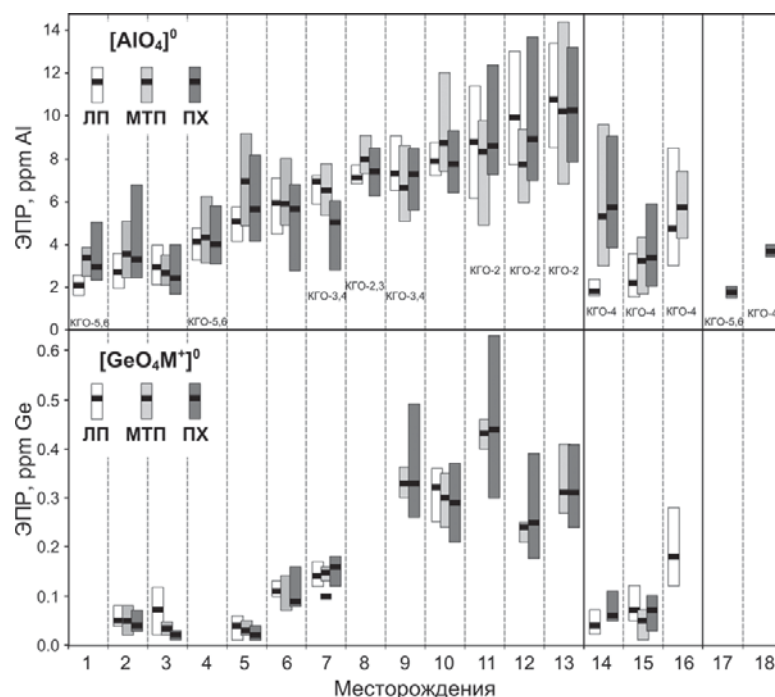 14
12
10
8
6
4
2
ЭПР, ppm Al
[AlO₄]⁰
ЛП МТП ПХ
КГО-5,6 КГО-5,6 КГО-3,4 КГО-2,3 КГО-3,4 КГО-2 КГО-2 КГО-2 КГО-4 КГО-4 КГО-4 КГО-5,6 КГО-4
0.6
0.5
0.4
0.3
0.2
0.1
0.0
ЭПР, ppm Ge
[GeO₄M⁺]⁰
ЛП МТП ПХ
1 2 3 4 5 6 7 8 9 10 11 12 13 14 15 16 17 18
Месторождения